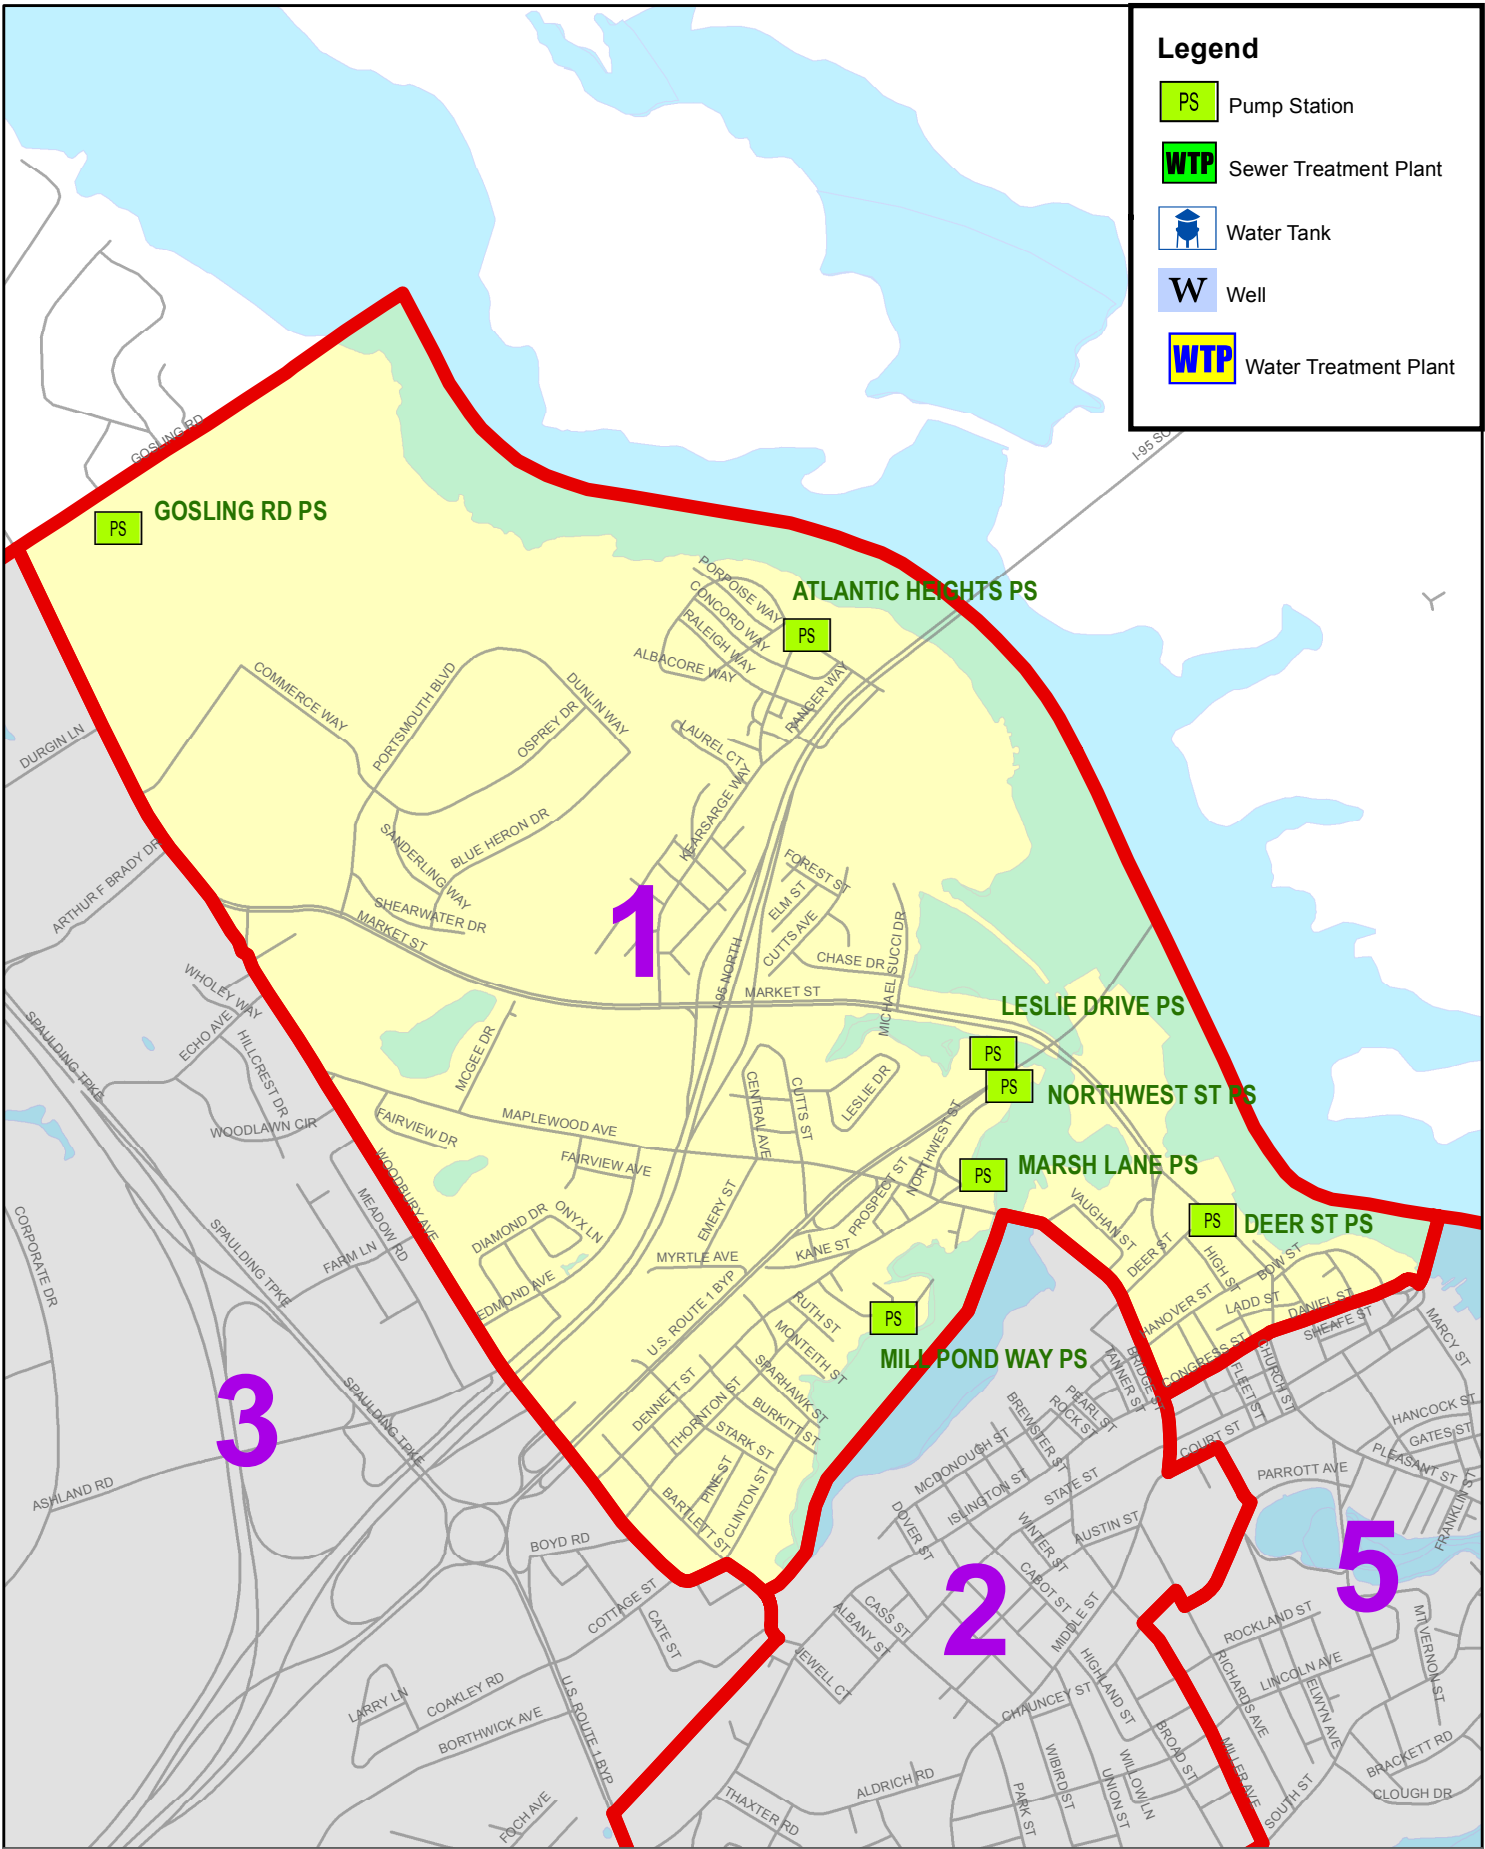 Legend
PS Pump Station
WTP Sewer Treatment Plant
Water Tank
W Well
WTP Water Treatment Plant
I-95 SO
GOSLING RD
PS
GOSLING RD PS
ATLANTIC HEIGHTS PS
PS
PORPOISE WAY
CONCORD WAY
RALEIGH WAY
ALBACORE WAY
RANGER WAY
LAUREL CT
KEARSARGE WAY
COMMERCE WAY
PORTSMOUTH BLVD
DUNLIN WAY
OSPREY DR
BLUE HERON DR
SANDERLING WAY
SHEARWATER DR
MARKET ST
DURGIN LN
ARTHUR F BRADY DR
1
FOREST ST
ELM ST
CUTTS AVE
CHASE DR
MICHAEL SUCCI DR
I-95 NORTH
MARKET ST
LESLIE DRIVE PS
PS
PS
NORTHWEST ST PS
WHOLEY WAY
ECHO AVE
HILLCREST DR
WOODLAWN CIR
SPAULDING TPKE
MCGEE DR
FAIRVIEW DR
MAPLEWOOD AVE
FAIRVIEW AVE
CENTRAL AVE
CUTTS ST
LESLIE DR
NORTHWEST ST
PROSPECT ST
PS
MARSH LANE PS
WOODBURY AVE
MEADOW RD
FARM LN
SPAULDING TPKE
CORPORATE DR
DIAMOND DR
ONYX LN
EDMOND AVE
EMERY ST
MYRTLE AVE
KANE ST
U.S. ROUTE 1 BYP
VAUGHAN ST
DEER ST
PS
DEER ST PS
HIGH ST
BOW ST
HANOVER ST
LADD ST
DANIEL ST
SHEAFE ST
MARCY ST
CONGRESS ST
FLEET ST
CHURCH ST
PS
MILL POND WAY PS
RUTH ST
MONTEITH ST
SPARHAWK ST
BURKITT ST
DENNETT ST
THORNTON ST
STARK ST
PINE ST
BARTLETT ST
CLINTON ST
3
SPAULDING TPKE
ASHLAND RD
BRIDGE ST
TANNER ST
PEARL ST
ROCK ST
BREWSTER ST
MCDONOUGH ST
ISLINGTON ST
STATE ST
COURT ST
DOVER ST
WINTER ST
AUSTIN ST
CABOT ST
MIDDLE ST
HANCOCK ST
GATES ST
PLEASANT ST
PARROTT AVE
FRANKLIN ST
5
2
BOYD RD
COTTAGE ST
CATE ST
CASS ST
ALBANY ST
JEWELL CT
LARRY LN
COAKLEY RD
BORTHWICK AVE
U.S. ROUTE 1 BYP
FOCH AVE
THAXTER RD
ALDRICH RD
CHAUNCEY ST
HIGHLAND ST
BROAD ST
WIBIRD ST
PARK ST
UNION ST
WILLOW LN
MILLER AVE
RICHARDS AVE
ROCKLAND ST
LINCOLN AVE
ELWYN AVE
MT VERNON ST
SOUTH ST
BRACKETT RD
CLOUGH DR